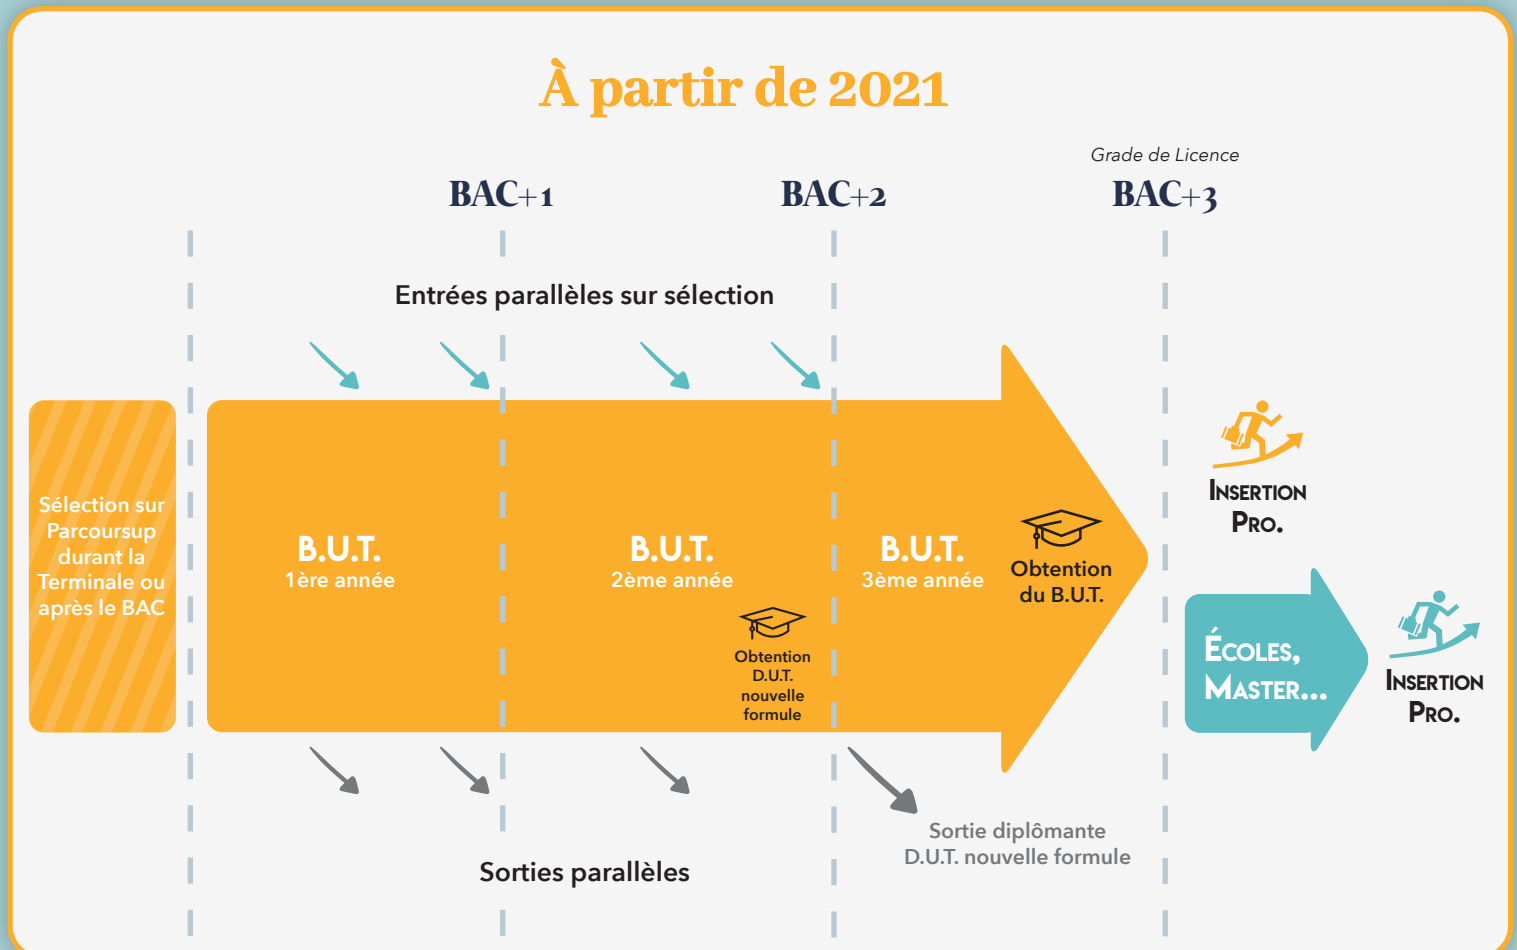 À partir de 2021
Grade de Licence
BAC+1
BAC+2
BAC+3
Entrées parallèles sur sélection
Sélection sur
Parcoursup
durant la
Terminale ou
après le BAC
B.U.T.
1ère année
B.U.T.
2ème année
Obtention
D.U.T.
nouvelle
formule
B.U.T.
3ème année
Obtention
du B.U.T.
INSERTION
PRO.
ÉCOLES,
MASTER...
INSERTION
PRO.
Sortie diplômante
D.U.T. nouvelle formule
Sorties parallèles